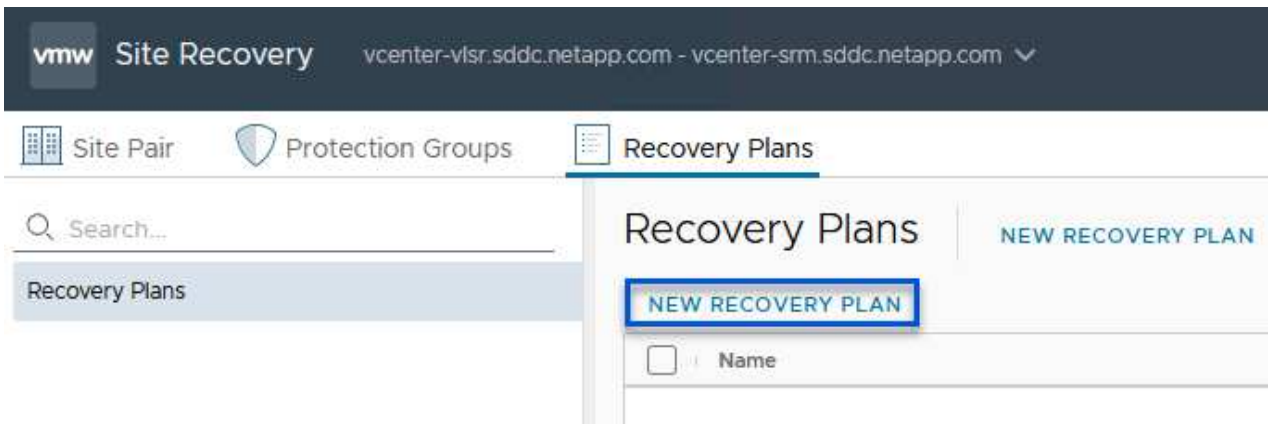 vmw Site Recovery vcenter-vlsr.sddc.netapp.com - vcenter-srm.sddc.netapp.com
Site Pair Protection Groups Recovery Plans
Search...
Recovery Plans
Recovery Plans NEW RECOVERY PLAN
NEW RECOVERY PLAN
Name